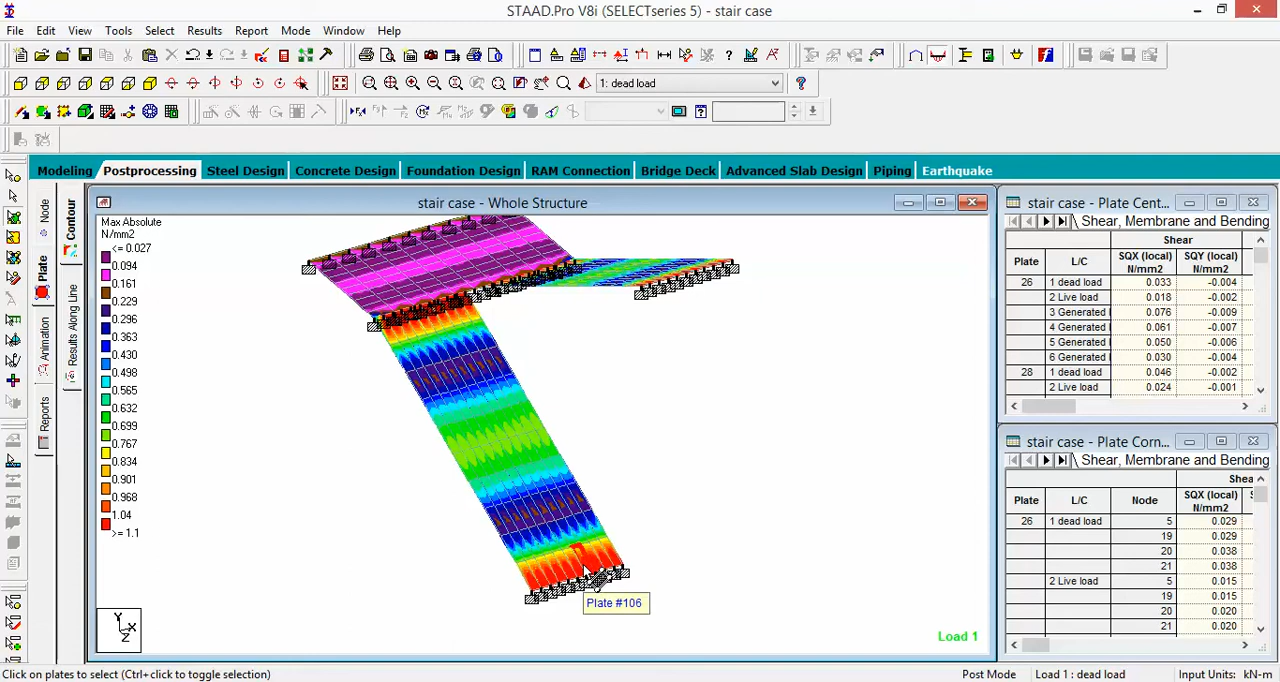 STAAD.Pro V8i (SELECTseries 5) - stair case
File Edit View Tools Select Results Report Mode Window Help
1: dead load
Modeling Postprocessing Steel Design Concrete Design Foundation Design RAM Connection Bridge Deck Advanced Slab Design Piping Earthquake
Node
Plate
Animation
Reports
Contour
Results Along Line
stair case - Whole Structure
Max Absolute
N/mm2
<= 0.027
0.094
0.161
0.229
0.296
0.363
0.430
0.498
0.565
0.632
0.699
0.767
0.834
0.901
0.968
1.04
>= 1.1
Plate #106
Y
X
Z
Load 1
stair case - Plate Cent...
Shear, Membrane and Bending
Shear
Plate L/C SQX (local) N/mm2 SQY (local) N/mm2
26 1 dead load 0.033 -0.004
2 Live load 0.018 -0.002
3 Generated 0.076 -0.009
4 Generated 0.061 -0.007
5 Generated 0.050 -0.006
6 Generated 0.030 -0.004
28 1 dead load 0.046 -0.002
2 Live load 0.024 -0.001
stair case - Plate Corn...
Shear, Membrane and Bending
Shea
Plate L/C Node SQX (local) N/mm2
26 1 dead load 5 0.029
19 0.029
20 0.038
21 0.038
2 Live load 5 0.015
19 0.015
20 0.020
21 0.020
Click on plates to select (Ctrl+click to toggle selection)
Post Mode
Load 1 : dead load
Input Units: kN-m